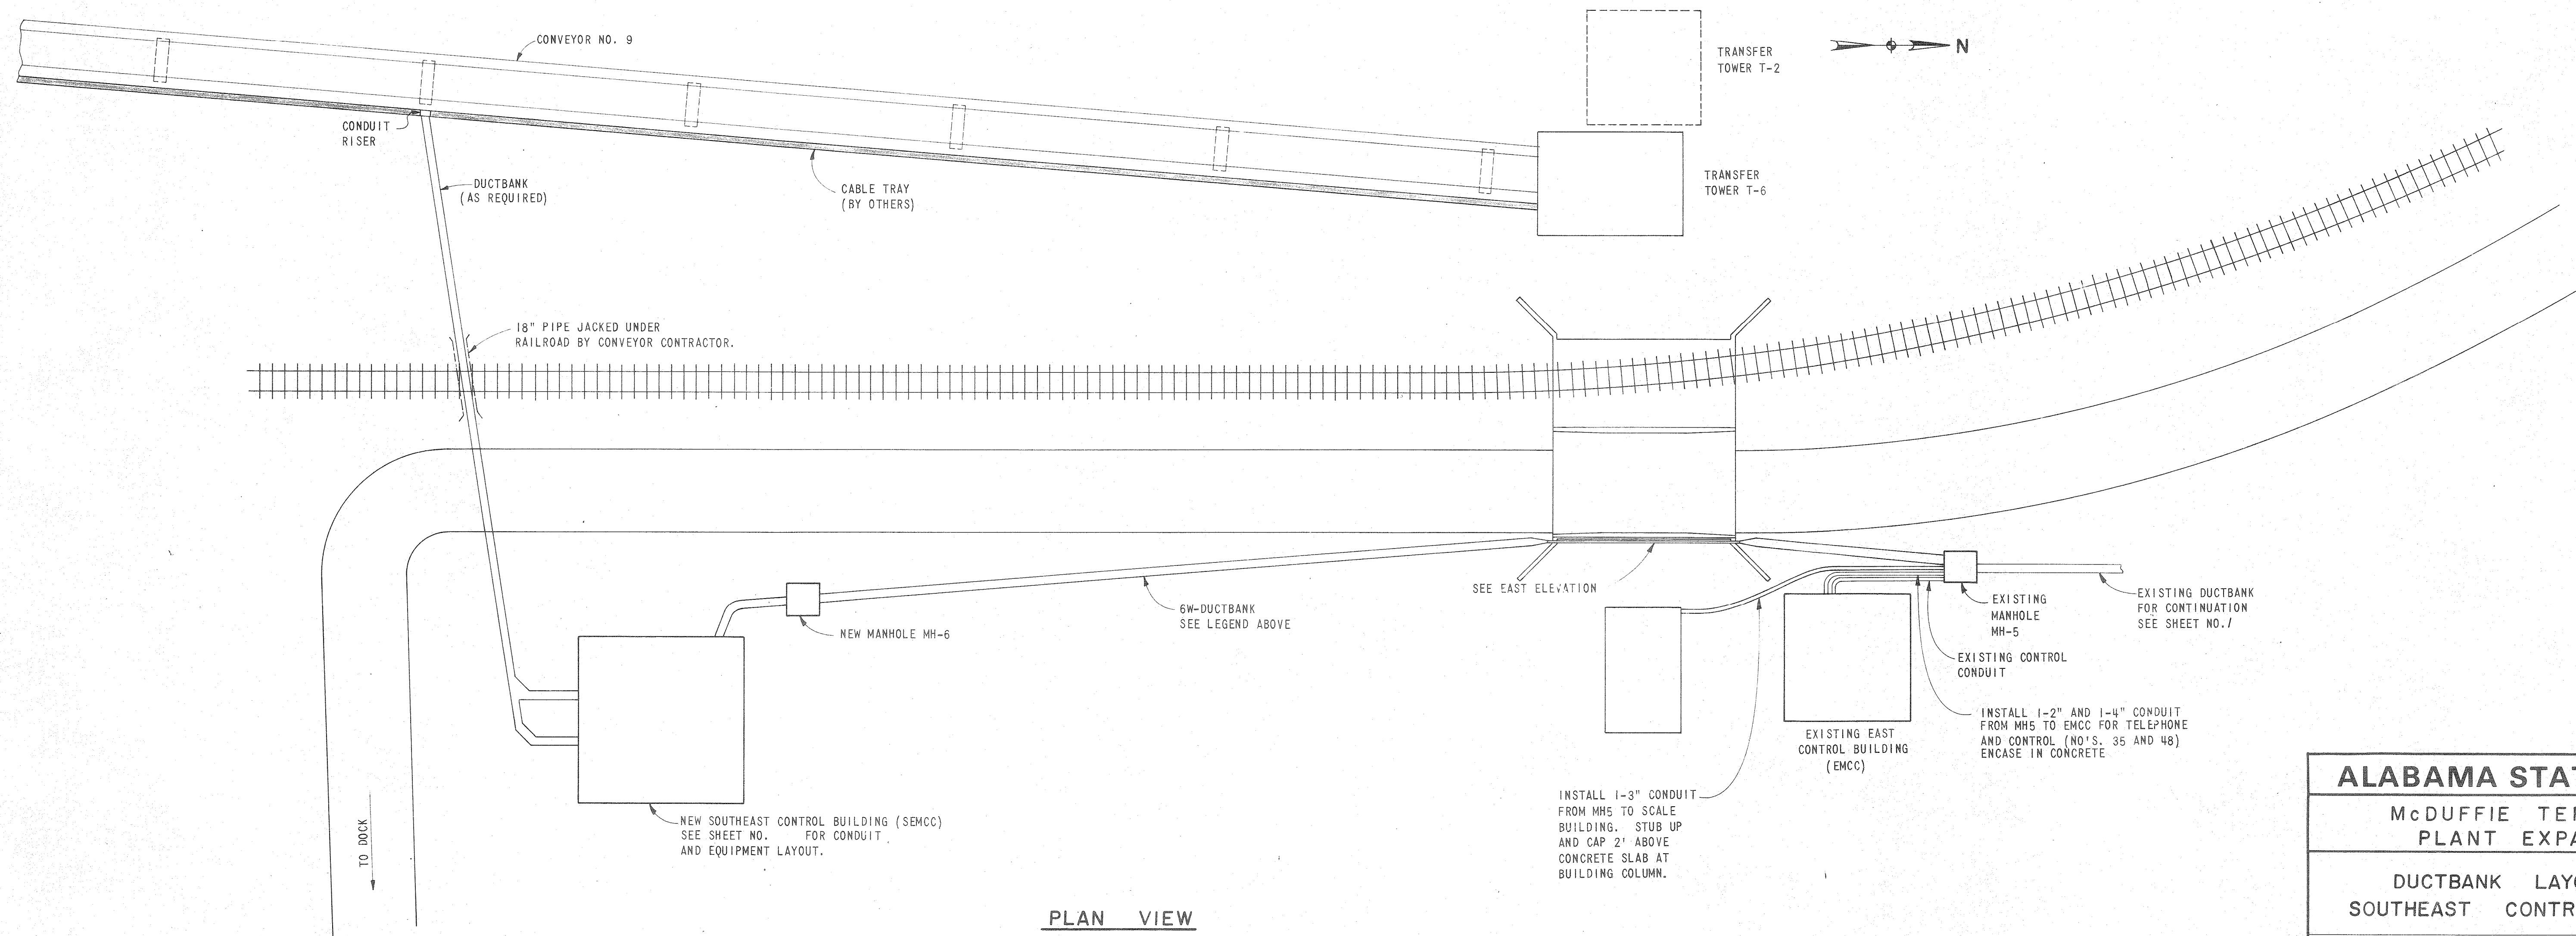 CONVEYOR NO. 9
TRANSFER
TOWER T-2
N
CONDUIT
RISER
DUCTBANK
(AS REQUIRED)
CABLE TRAY
(BY OTHERS)
TRANSFER
TOWER T-6
18" PIPE JACKED UNDER
RAILROAD BY CONVEYOR CONTRACTOR.
SEE EAST ELEVATION
6W-DUCTBANK
SEE LEGEND ABOVE
NEW MANHOLE MH-6
EXISTING
MANHOLE
MH-5
EXISTING DUCTBANK
FOR CONTINUATION
SEE SHEET NO. 1
EXISTING CONTROL
CONDUIT
INSTALL 1-2" AND 1-4" CONDUIT
FROM MH5 TO EMCC FOR TELEPHONE
AND CONTROL (NO'S. 35 AND 48)
ENCASE IN CONCRETE
EXISTING EAST
CONTROL BUILDING
(EMCC)
INSTALL 1-3" CONDUIT
FROM MH5 TO SCALE
BUILDING. STUB UP
AND CAP 2' ABOVE
CONCRETE SLAB AT
BUILDING COLUMN.
NEW SOUTHEAST CONTROL BUILDING (SEMCC)
SEE SHEET NO. FOR CONDUIT
AND EQUIPMENT LAYOUT.
TO DOCK
PLAN VIEW
ALABAMA STA
McDUFFIE TE
PLANT EXPA
DUCTBANK LAY
SOUTHEAST CONTR